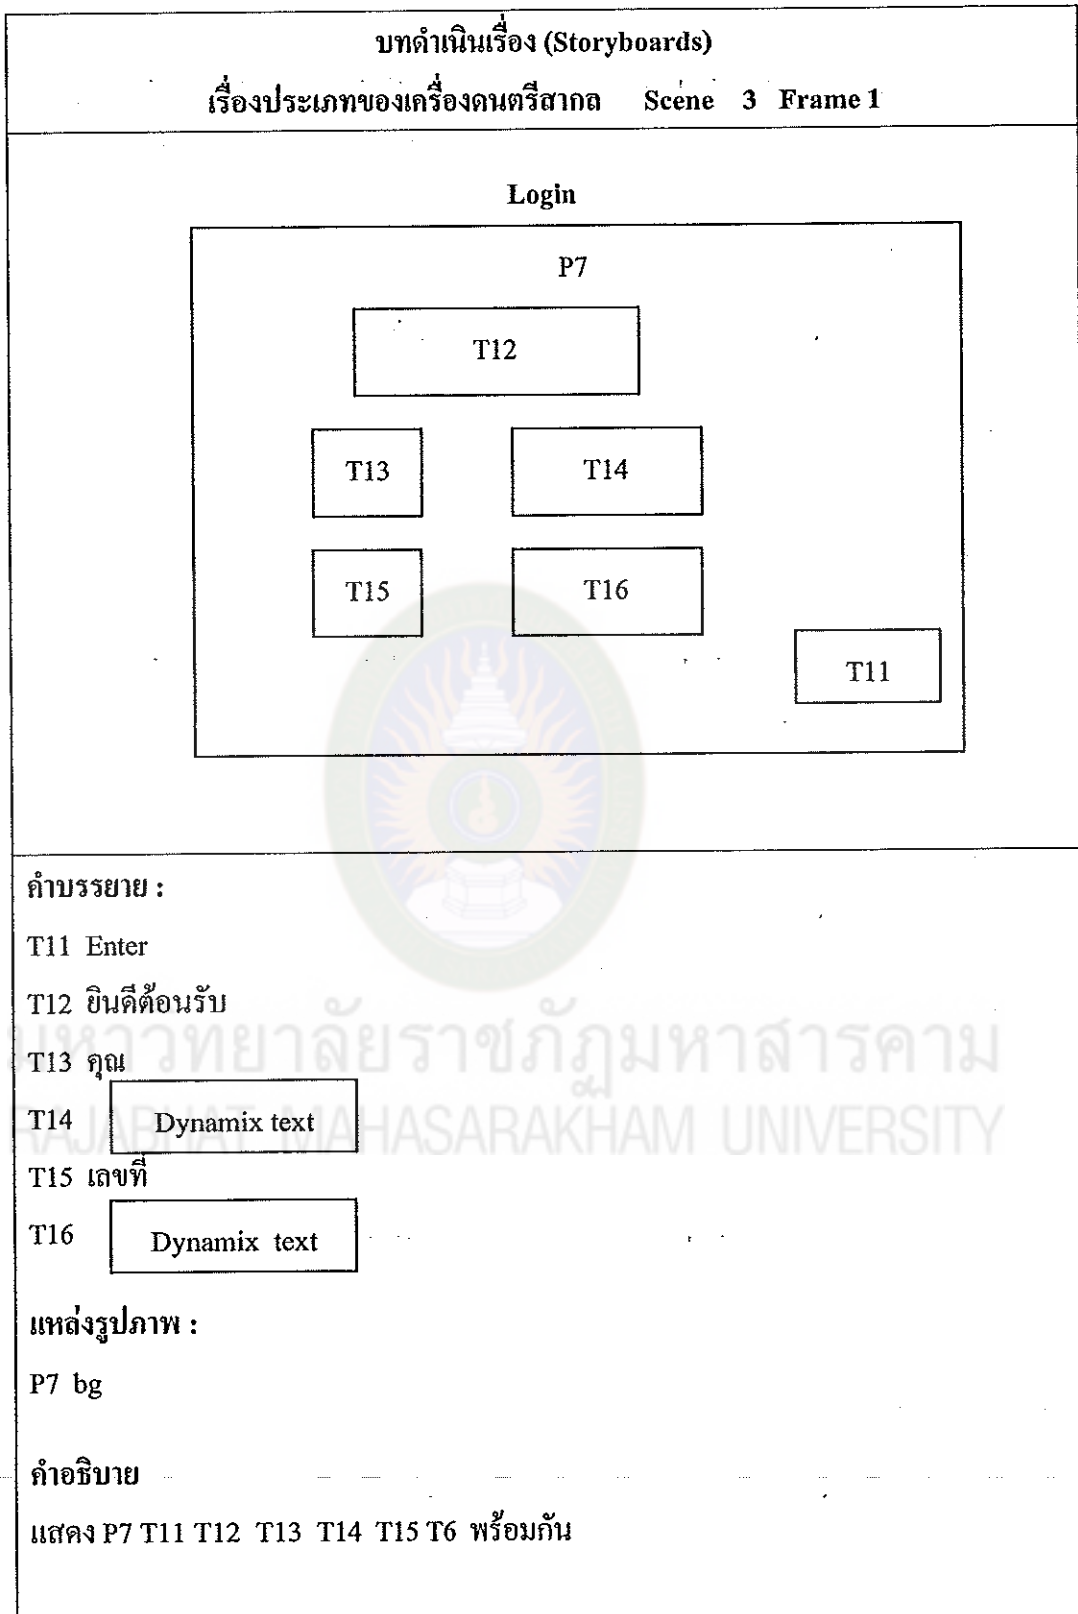 บทดำเนินเรื่อง (Storyboards)
เรื่องประเภทของเครื่องดนตรีสากล Scene 3 Frame 1
Login
P7
T12
T13 T14
T15 T16
T11
คำบรรยาย :
T11 Enter
T12 ยินดีต้อนรับ
มหาวิทยาลัยราชภัฏมหาสารคาม
T13 คุณ
T14 Dynamix text
RAJABHAT MAHASARAKHAM UNIVERSITY
T15 เลขที่
T16 Dynamix text
แหล่งรูปภาพ :
P7 bg
คำอธิบาย
แสดง P7 T11 T12 T13 T14 T15 T6 พร้อมกัน